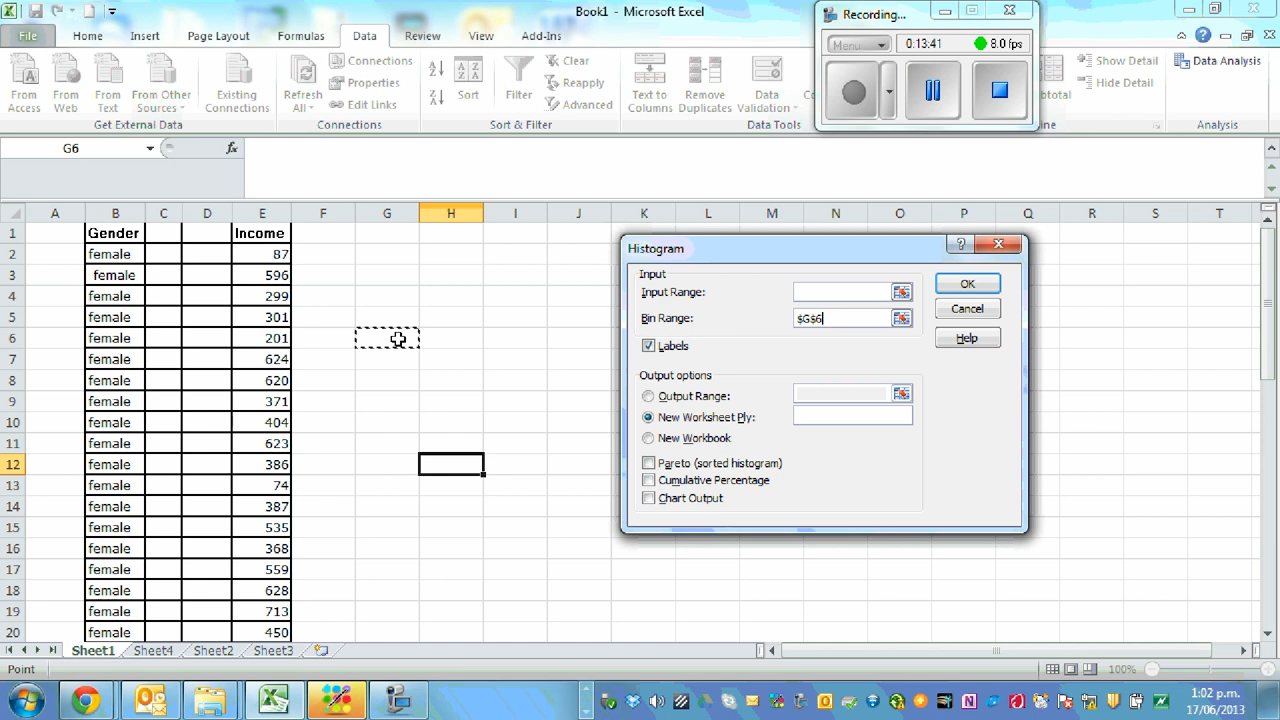 Book1 - Microsoft Excel
Recording...
File Home Insert Page Layout Formulas Data Review View Add-Ins
Menu 0:13:41 8.0 fps
From Access
From Web
From Text
From Other Sources
Existing Connections
Refresh All
Connections
Properties
Edit Links
Sort
Filter
Clear
Reapply
Advanced
Text to Columns
Remove Duplicates
Data Validation
Show Detail
Hide Detail
Data Analysis
Get External Data Connections Sort & Filter Data Tools Analysis
G6 fx
A B C D E F G H I J K L M N O P Q R S T
1 Gender Income
2 female 87
3 female 596
4 female 299
5 female 301
6 female 201
7 female 624
8 female 620
9 female 371
10 female 404
11 female 623
12 female 386
13 female 74
14 female 387
15 female 535
16 female 368
17 female 559
18 female 628
19 female 713
20 female 450
Histogram
Input
Input Range:
Bin Range: $G$6
Labels
OK
Cancel
Help
Output options
Output Range:
New Worksheet Ply:
New Workbook
Pareto (sorted histogram)
Cumulative Percentage
Chart Output
Sheet1 Sheet4 Sheet2 Sheet3
Point 100%
1:02 p.m.
17/06/2013